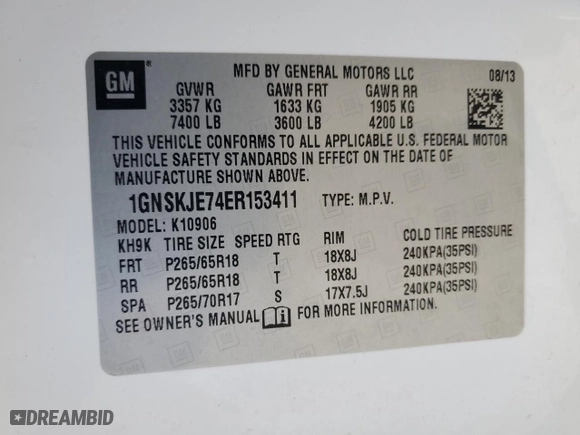 GM
MFD BY GENERAL MOTORS LLC 08/13
GVWR GAWR FRT GAWR RR
3357 KG 1633 KG 1905 KG
7400 LB 3600 LB 4200 LB
THIS VEHICLE CONFORMS TO ALL APPLICABLE U.S. FEDERAL MOTOR
VEHICLE SAFETY STANDARDS IN EFFECT ON THE DATE OF
MANUFACTURE SHOWN ABOVE.
1GNSKJE74ER153411 TYPE: M.P.V.
MODEL: K10906
KH9K TIRE SIZE SPEED RTG RIM COLD TIRE PRESSURE
FRT P265/65R18 T 18X8J 240KPA(35PSI)
RR P265/65R18 T 18X8J 240KPA(35PSI)
SPA P265/70R17 S 17X7.5J 240KPA(35PSI)
SEE OWNER'S MANUAL FOR MORE INFORMATION.
DREAMBID